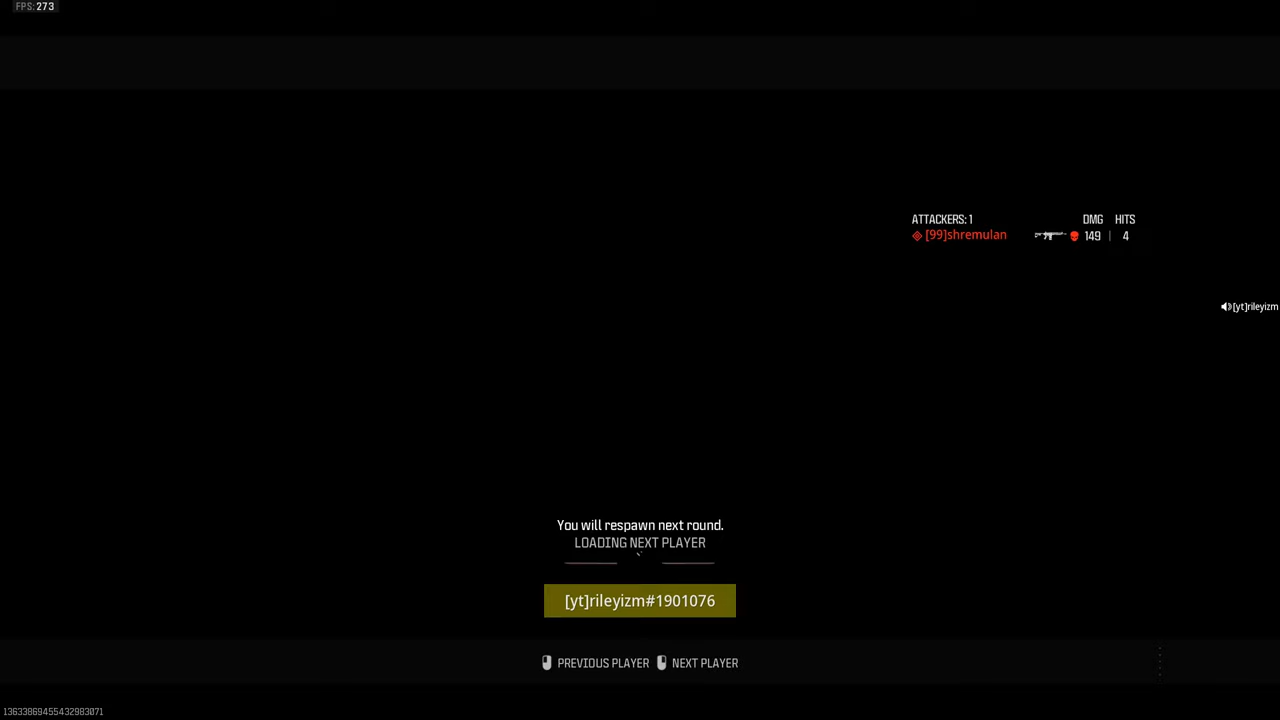 FPS: 273
ATTACKERS: 1 DMG HITS
[99]shremulan 149 | 4
[yt]rileyizm
You will respawn next round.
LOADING NEXT PLAYER
[yt]rileyizm#1901076
PREVIOUS PLAYER NEXT PLAYER
13633869455432983071